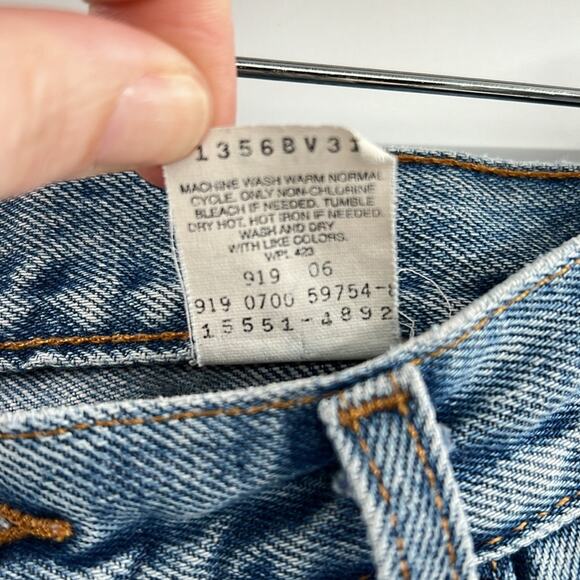 13568V31
MACHINE WASH WARM NORMAL
CYCLE. ONLY NON-CHLORINE
BLEACH IF NEEDED. TUMBLE
DRY HOT. HOT IRON IF NEEDED.
WASH AND DRY
WITH LIKE COLORS.
WPL 423
919 06
919 0700 59754-8
15551-4892